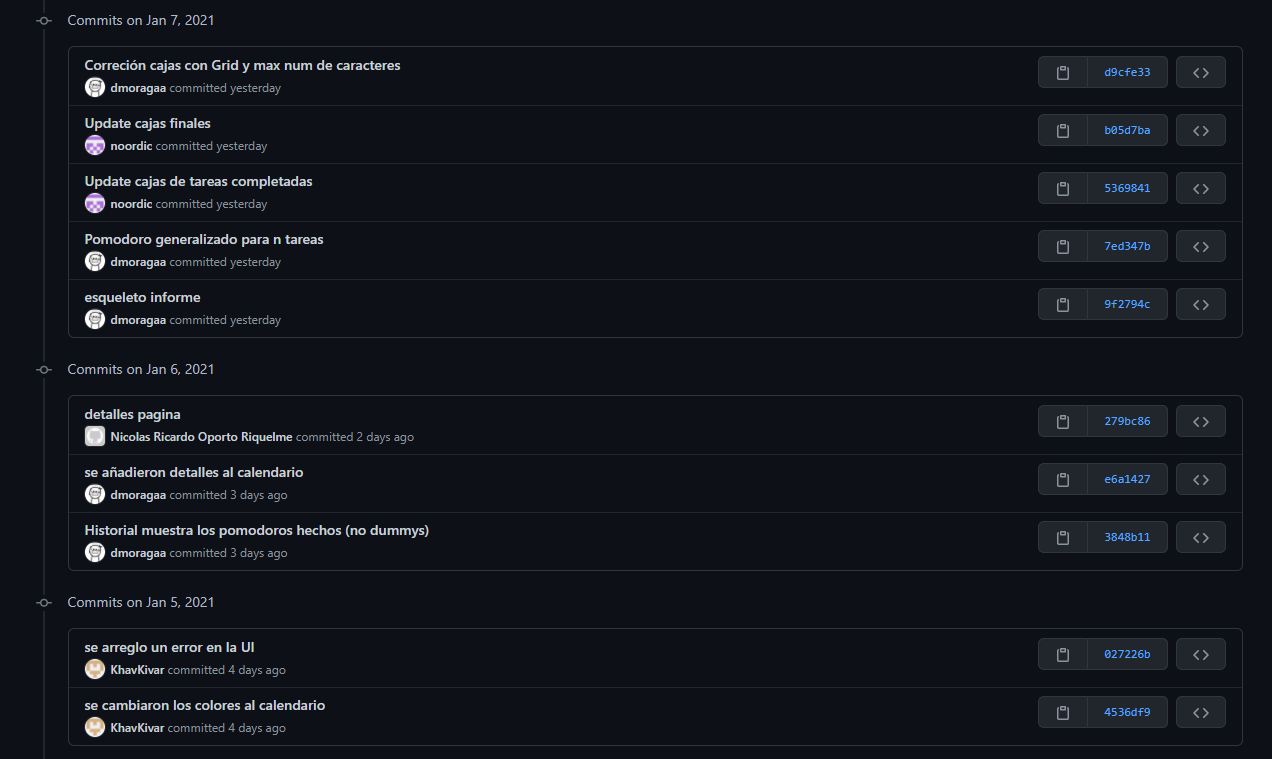 Commits on Jan 7, 2021
Correción cajas con Grid y max num de caracteres
d9cfe33
dmoragaa committed yesterday
Update cajas finales
b05d7ba
noordic committed yesterday
Update cajas de tareas completadas
5369841
noordic committed yesterday
Pomodoro generalizado para n tareas
7ed347b
dmoragaa committed yesterday
esqueleto informe
9f2794c
dmoragaa committed yesterday
Commits on Jan 6, 2021
detalles pagina
279bc86
Nicolas Ricardo Oporto Riquelme committed 2 days ago
se añadieron detalles al calendario
e6a1427
dmoragaa committed 3 days ago
Historial muestra los pomodoros hechos (no dummys)
3848b11
dmoragaa committed 3 days ago
Commits on Jan 5, 2021
se arreglo un error en la UI
027226b
KhavKivar committed 4 days ago
se cambiaron los colores al calendario
4536df9
KhavKivar committed 4 days ago